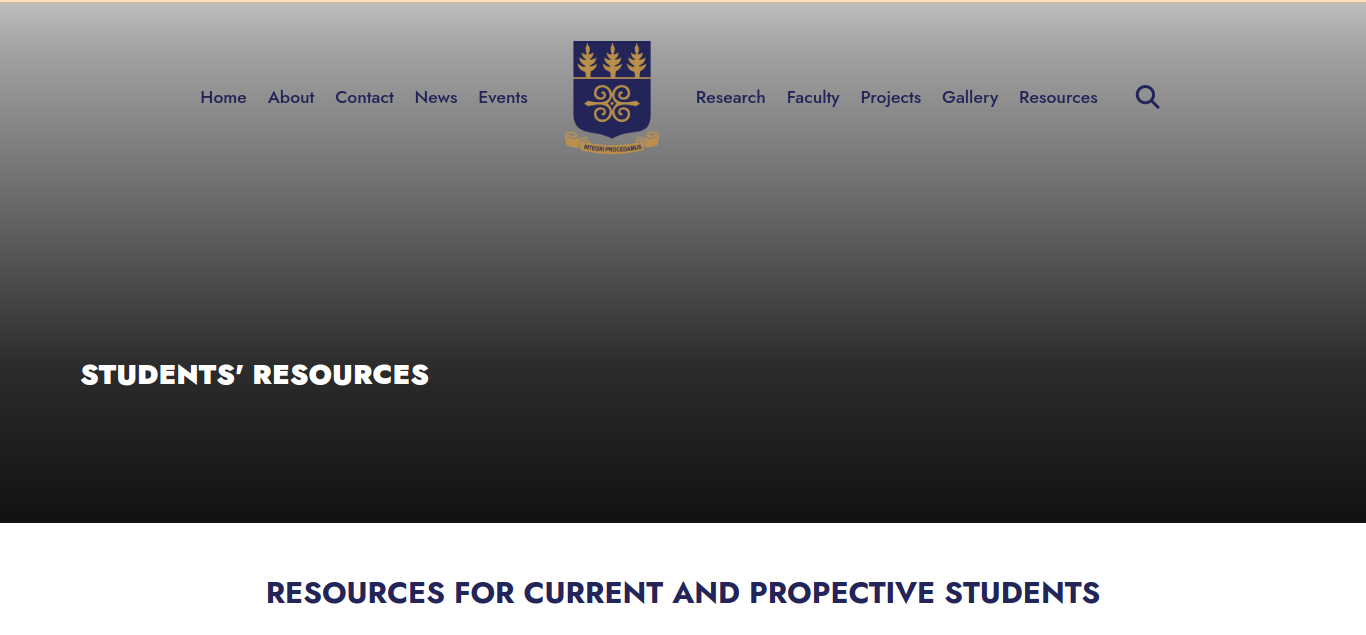 Home About Contact News Events
INTEGRI PROCEDAMUS
Research Faculty Projects Gallery Resources
STUDENTS' RESOURCES
RESOURCES FOR CURRENT AND PROPECTIVE STUDENTS